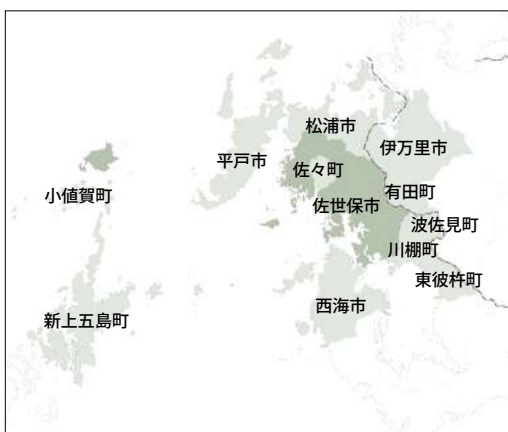 松浦市
伊万里市
平戸市
佐々町
小値賀町
有田町
佐世保市
波佐見町
川棚町
東彼杵町
西海市
新上五島町